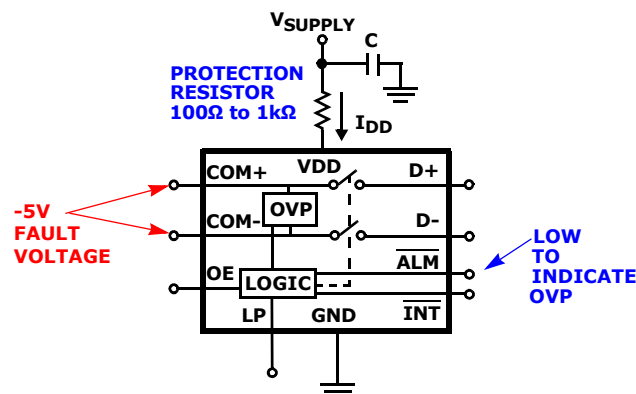 VSUPPLY
C
PROTECTION
RESISTOR
100Ω to 1kΩ
IDD
COM+
VDD
D+
OVP
-5V
FAULT
VOLTAGE
COM-
D-
ALM
LOW
TO
INDICATE
OVP
OE
LOGIC
INT
LP
GND